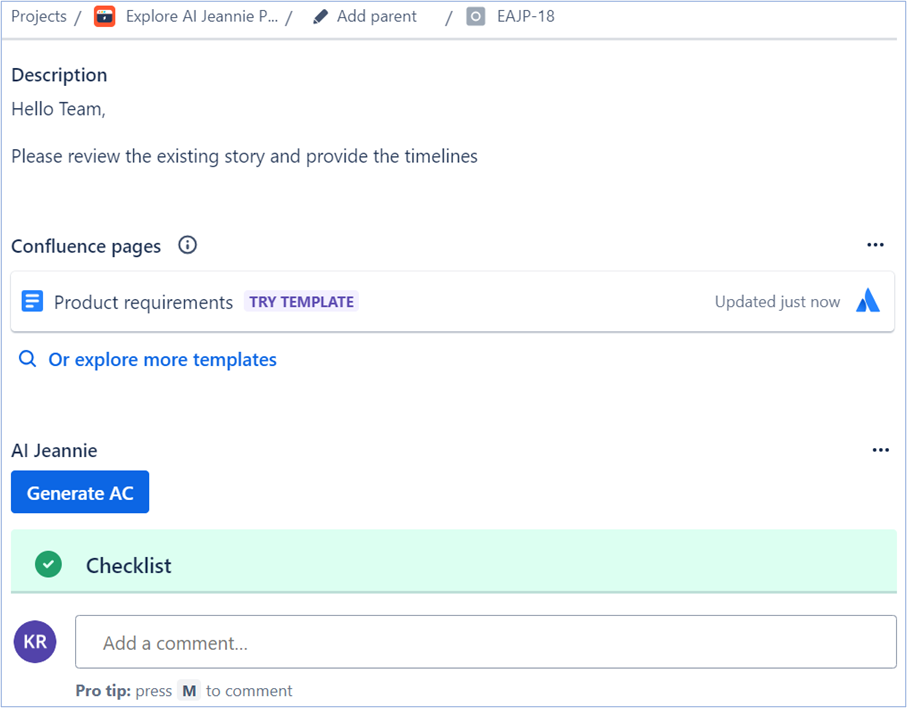 Projects / Explore AI Jeannie P... / Add parent / EAJP-18
Description
Hello Team,
Please review the existing story and provide the timelines
Confluence pages
Product requirements TRY TEMPLATE Updated just now
Or explore more templates
AI Jeannie
Generate AC
Checklist
KR Add a comment...
Pro tip: press M to comment